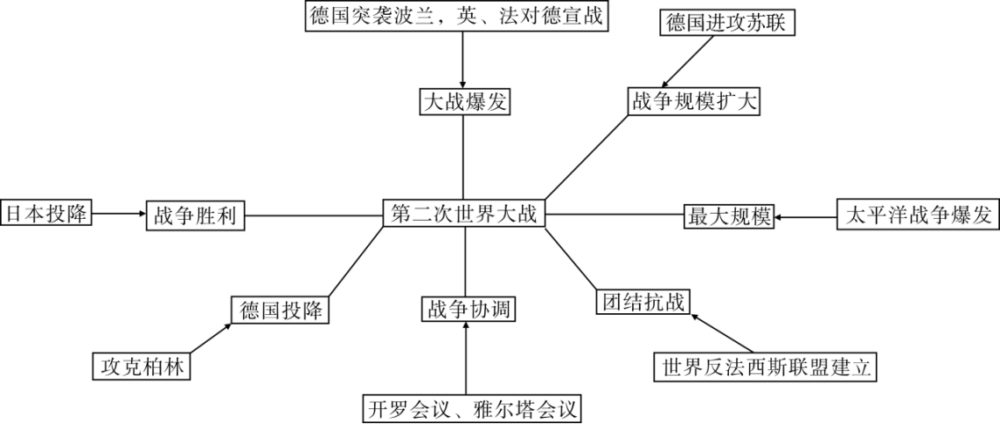 德国突袭波兰，英、法对德宣战
德国进攻苏联
大战爆发
战争规模扩大
日本投降
战争胜利
第二次世界大战
最大规模
太平洋战争爆发
德国投降
战争协调
团结抗战
攻克柏林
世界反法西斯联盟建立
开罗会议、雅尔塔会议